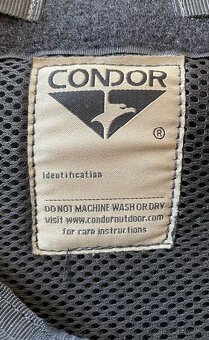 CONDOR
®
Identification
DO NOT MACHINE WASH OR DRY
visit www.condoroutdoor.com
for care instructions